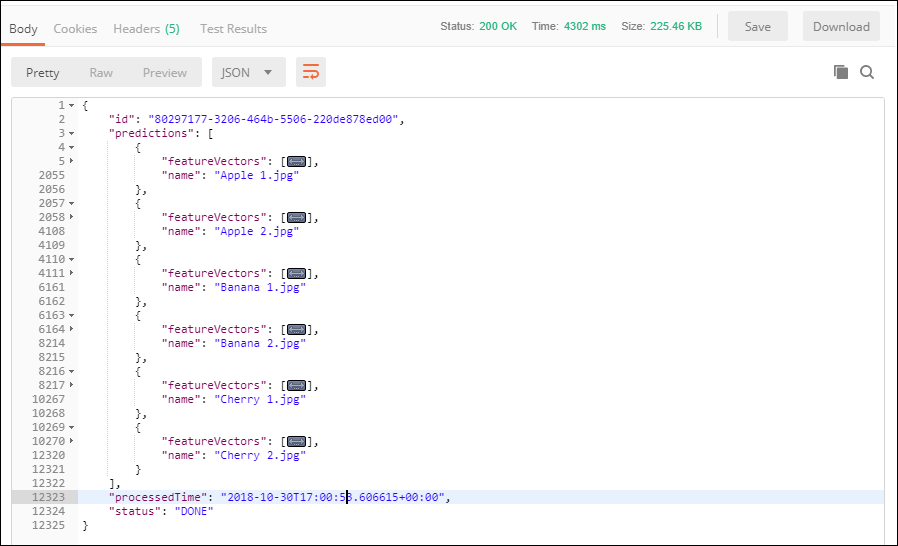 Body Cookies Headers (5) Test Results Status: 200 OK Time: 4302 ms Size: 225.46 KB Save Download
Pretty Raw Preview JSON
1 {
2 "id": "80297177-3206-464b-5506-220de878ed00",
3 "predictions": [
4 {
5 "featureVectors": [],
2055 "name": "Apple 1.jpg"
2056 },
2057 {
2058 "featureVectors": [],
4108 "name": "Apple 2.jpg"
4109 },
4110 {
4111 "featureVectors": [],
6161 "name": "Banana 1.jpg"
6162 },
6163 {
6164 "featureVectors": [],
8214 "name": "Banana 2.jpg"
8215 },
8216 {
8217 "featureVectors": [],
10267 "name": "Cherry 1.jpg"
10268 },
10269 {
10270 "featureVectors": [],
12320 "name": "Cherry 2.jpg"
12321 }
12322 ],
12323 "processedTime": "2018-10-30T17:00:53.606615+00:00",
12324 "status": "DONE"
12325 }